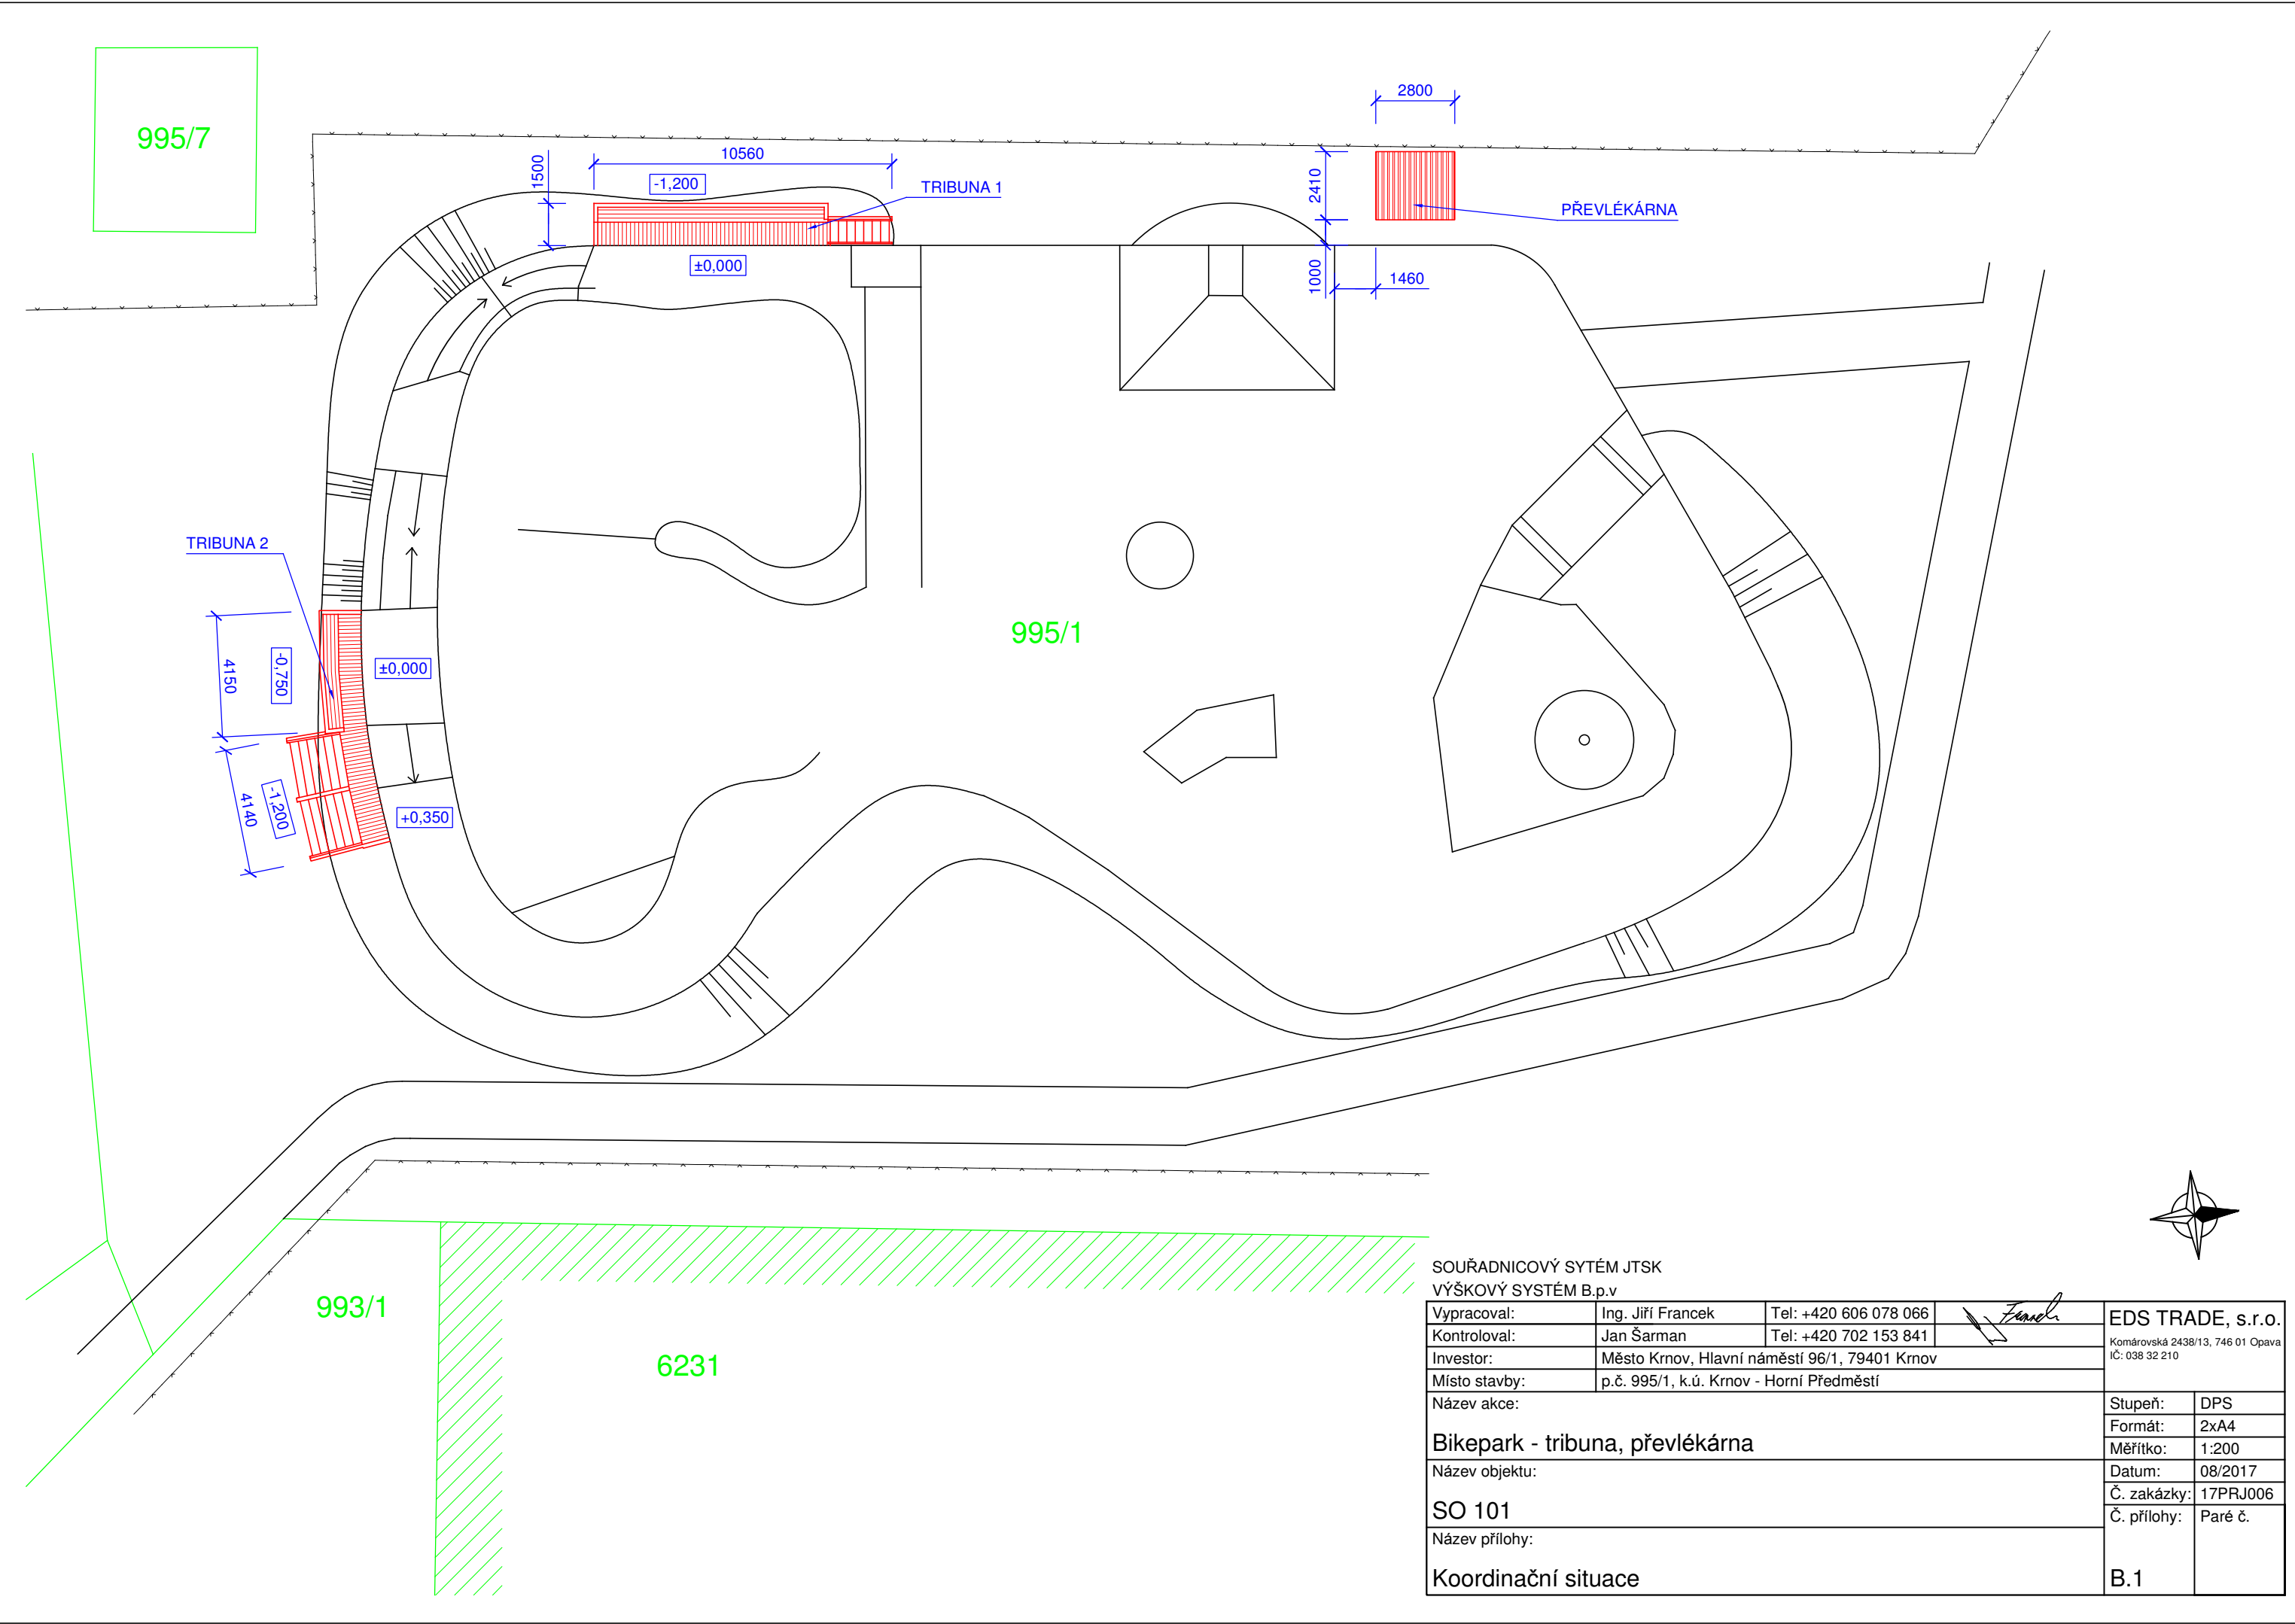 2800
995/7
10560
1500
-1,200
TRIBUNA 1
2410
PŘEVLÉKÁRNA
±0,000
1000
1460
TRIBUNA 2
995/1
4150
-0,750
±0,000
4140
-1,200
+0,350
993/1
6231
SOUŘADNICOVÝ SYTÉM JTSK
VÝŠKOVÝ SYSTÉM B.p.v
Vypracoval: Ing. Jiří Francek Tel: +420 606 078 066
Kontroloval: Jan Šarman Tel: +420 702 153 841
Investor: Město Krnov, Hlavní náměstí 96/1, 79401 Krnov
Místo stavby: p.č. 995/1, k.ú. Krnov - Horní Předměstí
EDS TRADE, s.r.o.
Komárovská 2438/13, 746 01 Opava
IČ: 038 32 210
Název akce:
Bikepark - tribuna, převlékárna
Název objektu:
SO 101
Název přílohy:
Koordinační situace
Stupeň: DPS
Formát: 2xA4
Měřítko: 1:200
Datum: 08/2017
Č. zakázky: 17PRJ006
Č. přílohy: Paré č.
B.1